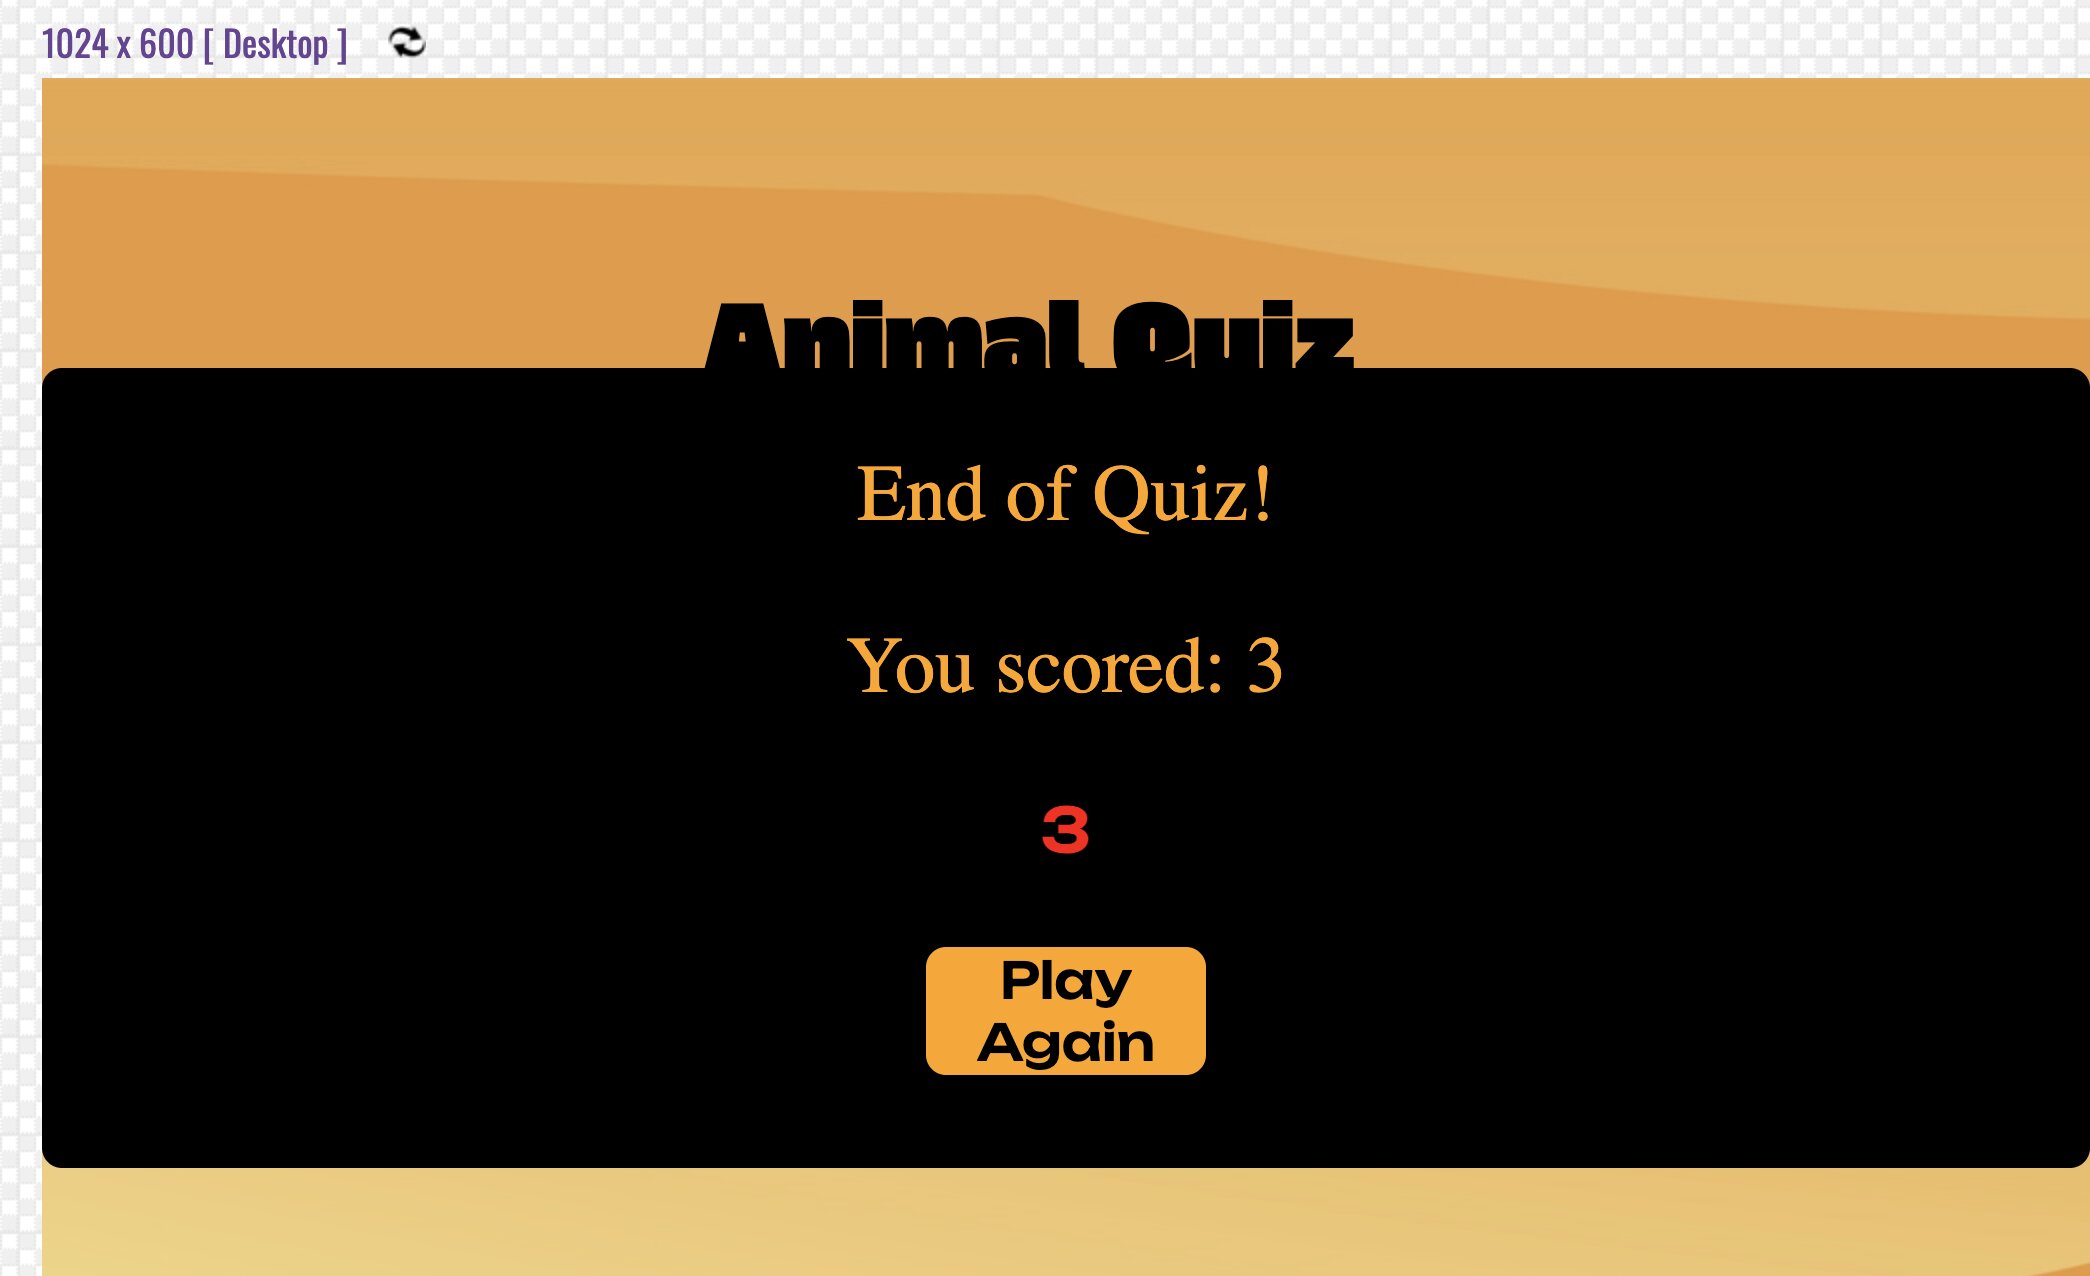 1024 x 600 [ Desktop ]
Animal Quiz
End of Quiz!
You scored: 3
3
Play
Again